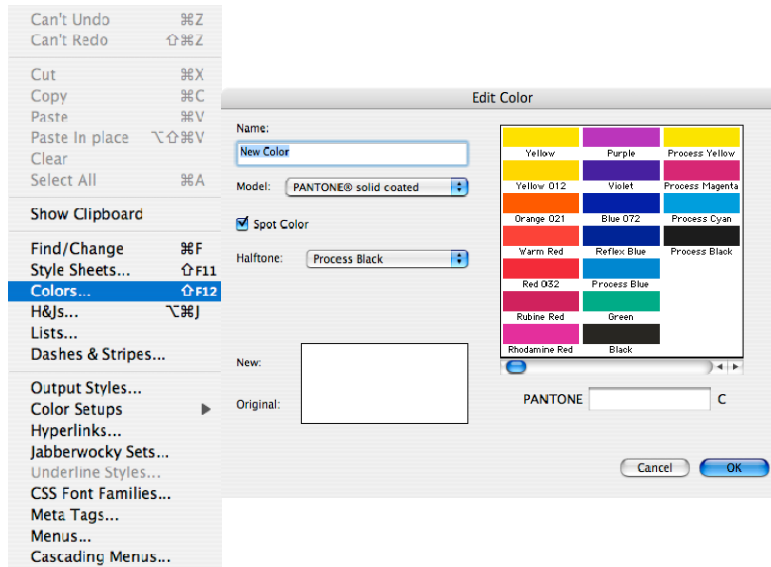 Can't Undo ⌘Z
Can't Redo ⇧⌘Z
Cut ⌘X
Copy ⌘C
Paste ⌘V
Paste In place ⌥⇧⌘V
Clear
Select All ⌘A
Show Clipboard
Find/Change ⌘F
Style Sheets... ⇧F11
Colors... ⇧F12
H&Js... ⌥⌘J
Lists...
Dashes & Stripes...
Output Styles...
Color Setups
Hyperlinks...
Jabberwocky Sets...
Underline Styles...
CSS Font Families...
Meta Tags...
Menus...
Cascading Menus...
Edit Color
Name:
New Color
Model: PANTONE® solid coated
Spot Color
Halftone: Process Black
New:
Original:
Yellow Purple Process Yellow
Yellow 012 Violet Process Magenta
Orange 021 Blue 072 Process Cyan
Warm Red Reflex Blue Process Black
Red 032 Process Blue
Rubine Red Green
Rhodamine Red Black
PANTONE C
Cancel OK